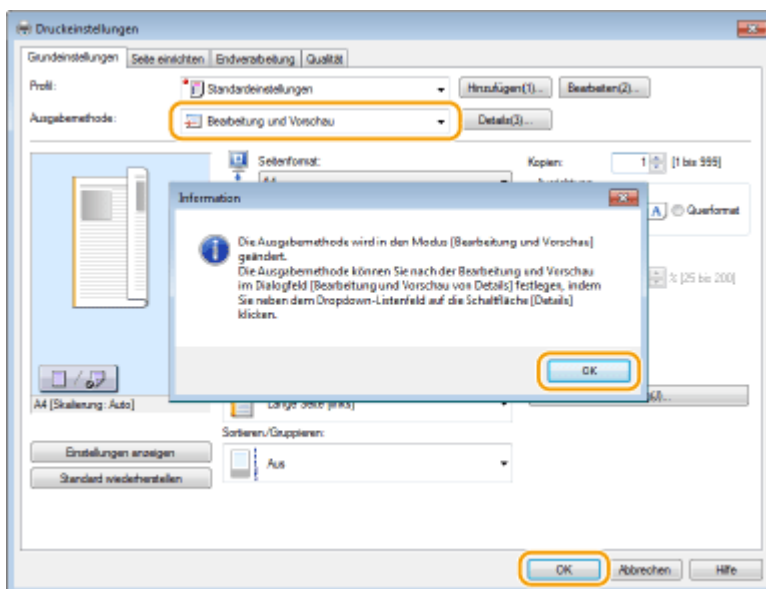 Druckeinstellungen
Grundeinstellungen Seite einrichten Endverarbeitung Qualität
Profil: Standardeinstellungen Hinzufügen(1)... Bearbeiten(2)...
Ausgabemethode: Bearbeitung und Vorschau Details(3)...
Seitenformat: Kopien: 1 [1 bis 999]
Information
A Querformat
Die Ausgabemethode wird in den Modus [Bearbeitung und Vorschau]
geändert.
Die Ausgabemethode können Sie nach der Bearbeitung und Vorschau
im Dialogfeld [Bearbeitung und Vorschau von Details] festlegen, indem
Sie neben dem Dropdown-Listenfeld auf die Schaltfläche [Details]
klicken.
% [25 bis 200]
OK
A4 [Skalierung: Auto]
Lange Seite [links]
Sortieren/Gruppieren:
Einstellungen anzeigen
Aus
Standard wiederherstellen
OK Abbrechen Hilfe